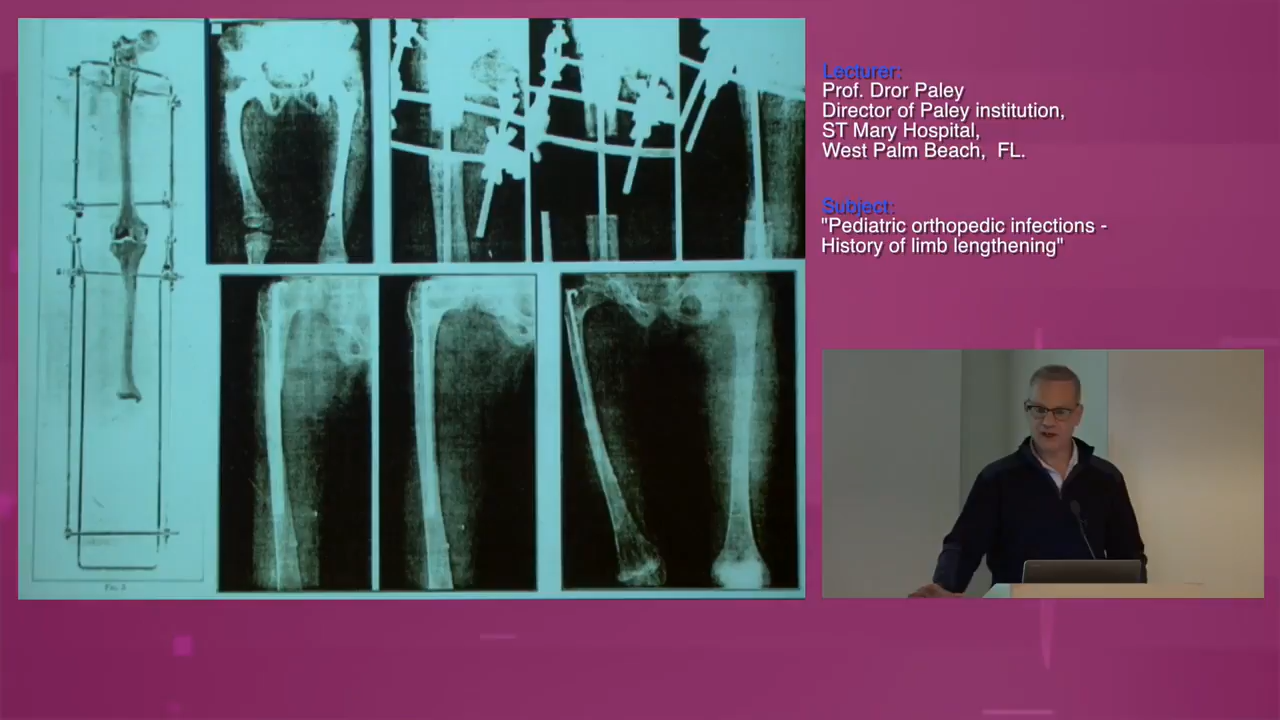 Lecturer:
Prof. Dror Paley
Director of Paley institution,
ST Mary Hospital,
West Palm Beach, FL.
Subject:
"Pediatric orthopedic infections -
History of limb lengthening"